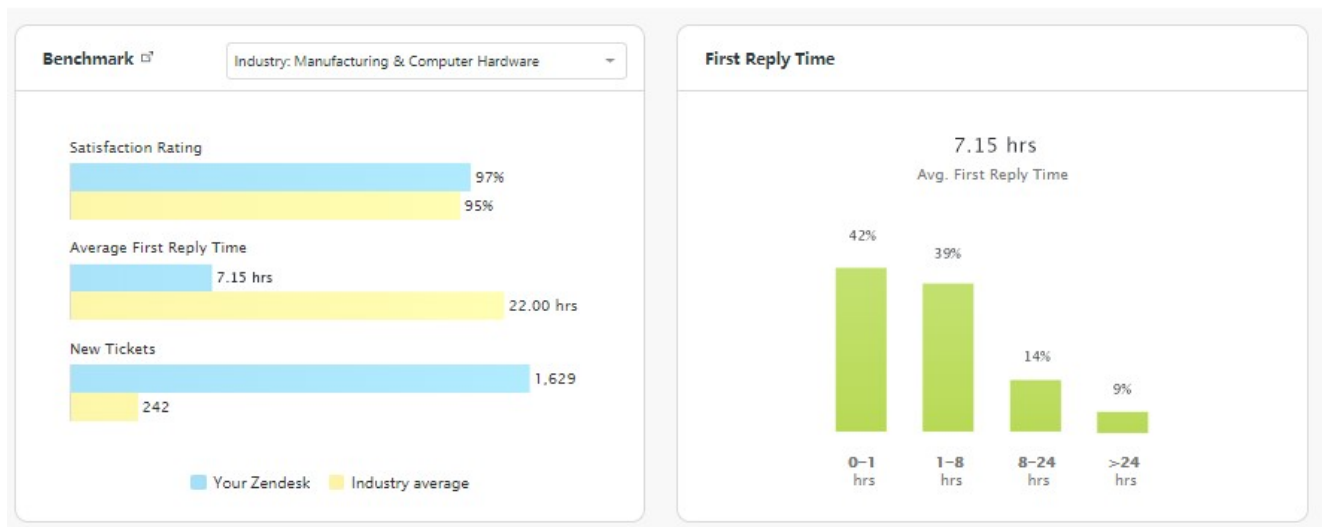 Benchmark
Industry: Manufacturing & Computer Hardware
Satisfaction Rating
97%
95%
Average First Reply Time
7.15 hrs
22.00 hrs
New Tickets
1,629
242
Your Zendesk Industry average
First Reply Time
7.15 hrs
Avg. First Reply Time
42%
39%
14%
9%
0–1 1–8 8–24 >24
hrs hrs hrs hrs